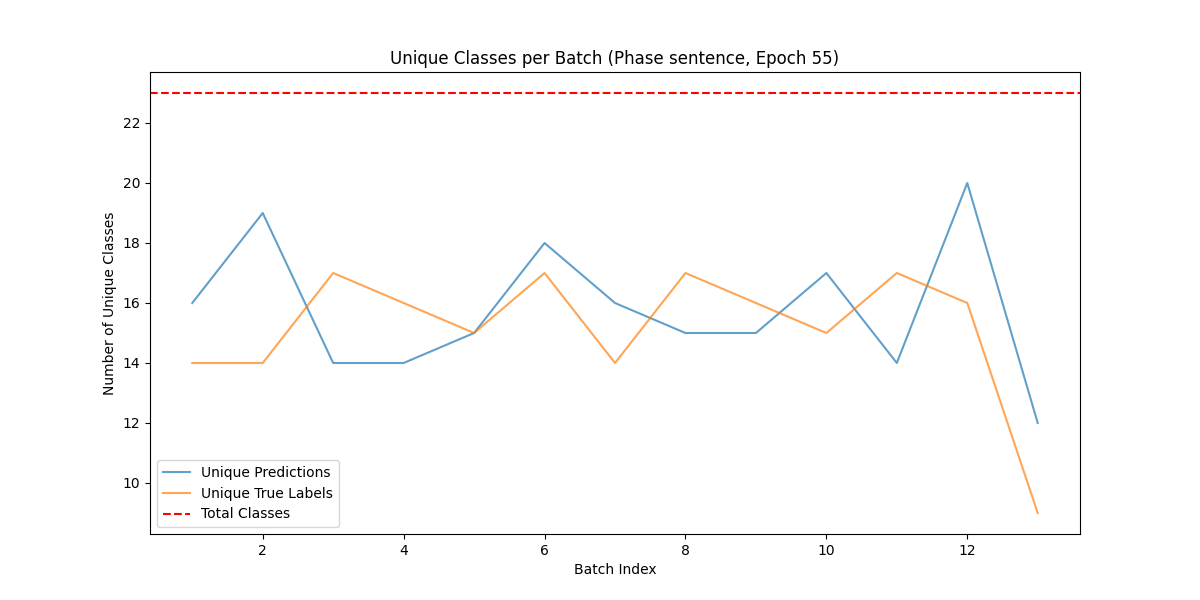 Unique Classes per Batch (Phase sentence, Epoch 55)
Number of Unique Classes
22
20
18
16
14
12
10
Unique Predictions
Unique True Labels
Total Classes
2 4 6 8 10 12
Batch Index